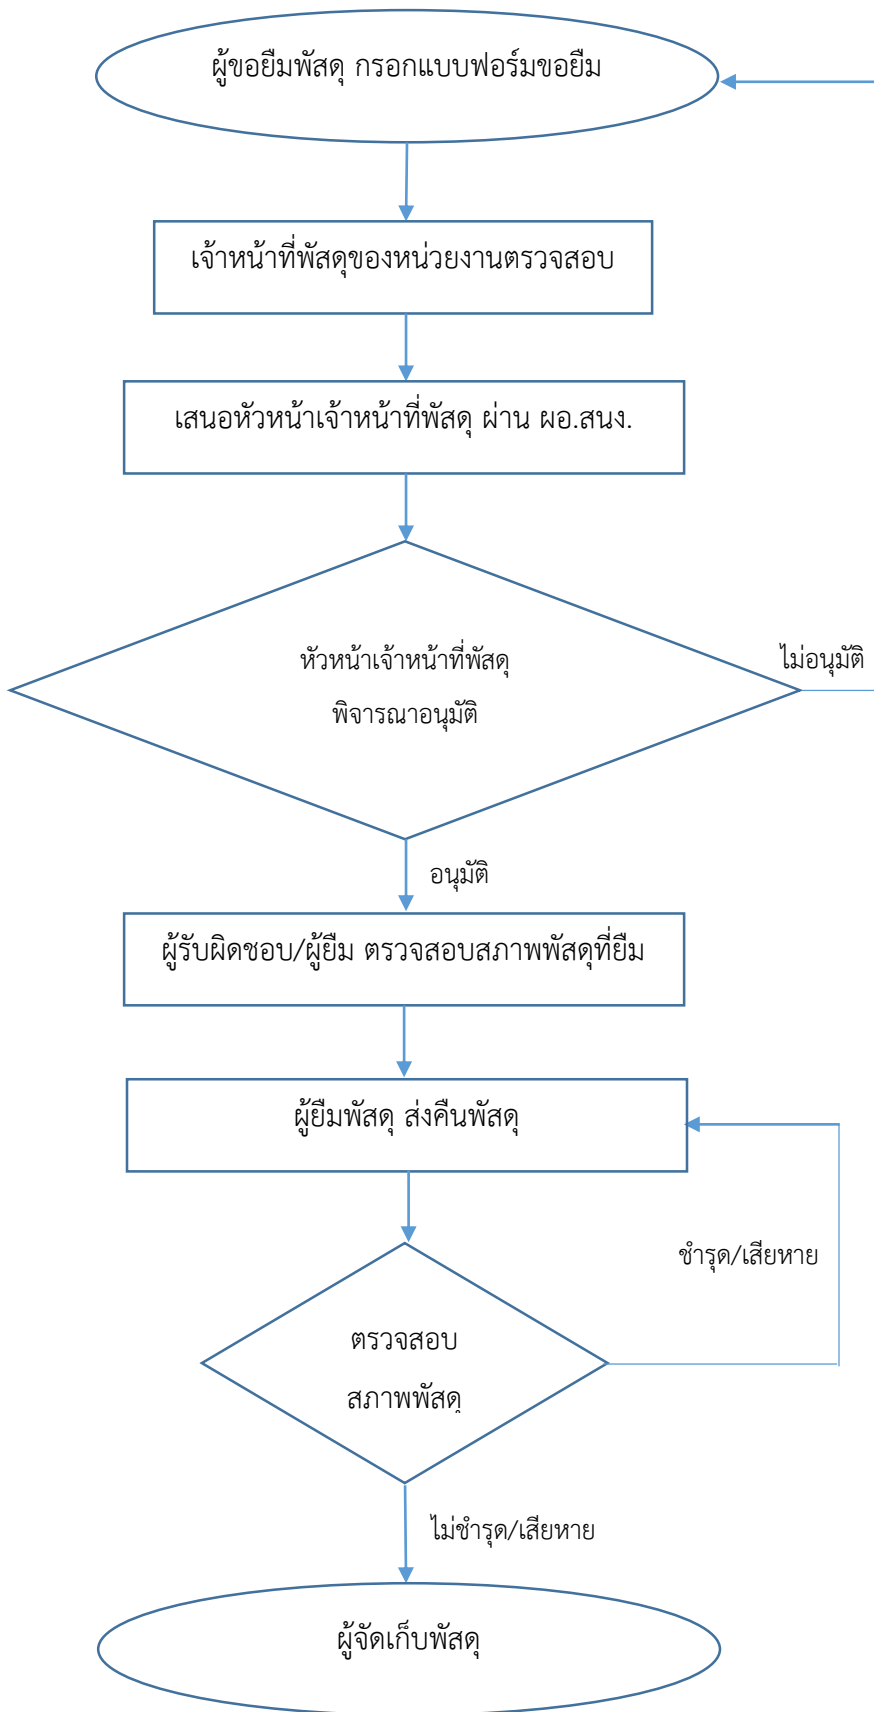 ผู้ขอยืมพัสดุ กรอกแบบฟอร์มขอยืม
เจ้าหน้าที่พัสดุของหน่วยงานตรวจสอบ
เสนอหัวหน้าเจ้าหน้าที่พัสดุ ผ่าน ผอ.สนง.
หัวหน้าเจ้าหน้าที่พัสดุ
พิจารณาอนุมัติ
ไม่อนุมัติ
อนุมัติ
ผู้รับผิดชอบ/ผู้ยืม ตรวจสอบสภาพพัสดุที่ยืม
ผู้ยืมพัสดุ ส่งคืนพัสดุ
ชำรุด/เสียหาย
ตรวจสอบ
สภาพพัสดุ
ไม่ชำรุด/เสียหาย
ผู้จัดเก็บพัสดุ